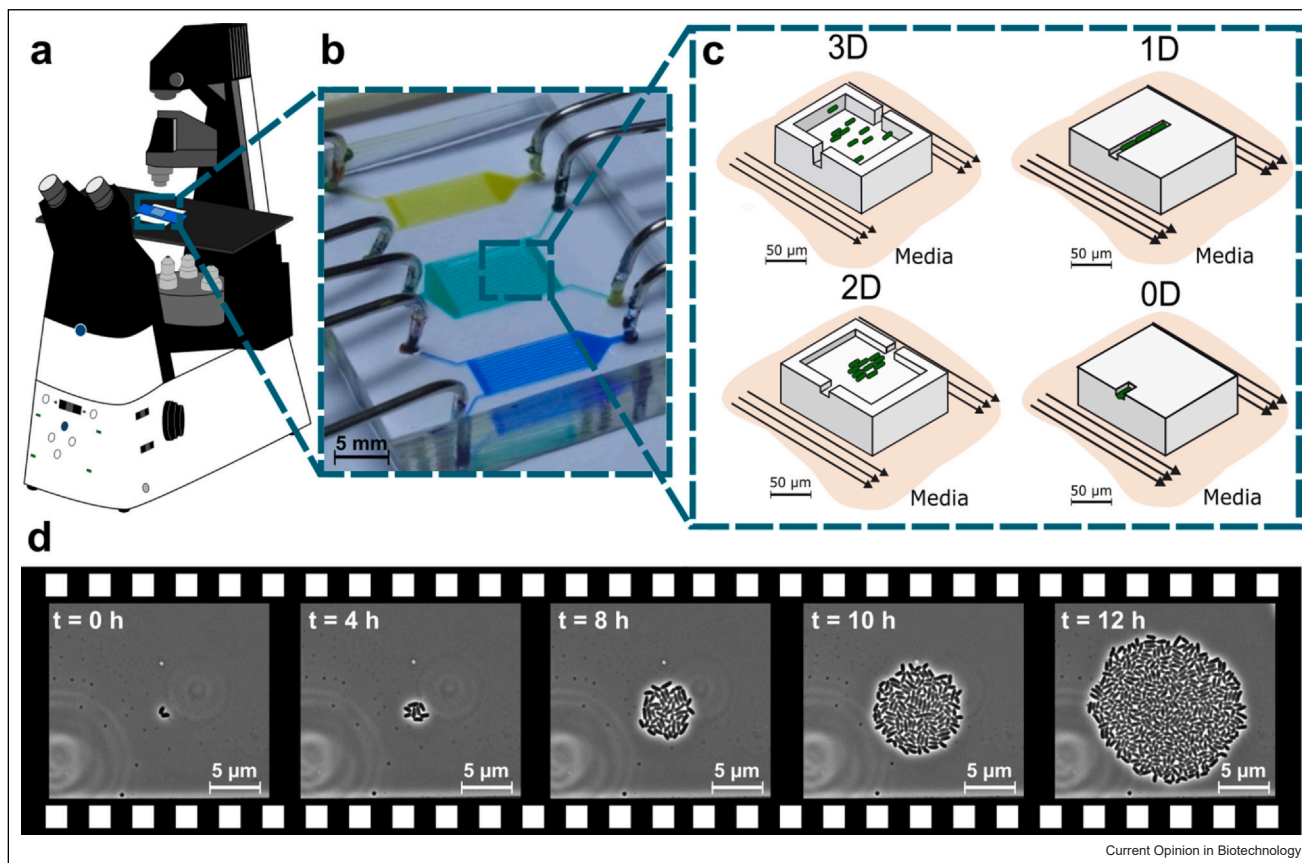 a
b
c
3D
1D
50 µm
Media
50 µm
Media
2D
0D
50 µm
Media
50 µm
Media
5 mm
d
t = 0 h
t = 4 h
t = 8 h
t = 10 h
t = 12 h
5 µm
5 µm
5 µm
5 µm
5 µm
Current Opinion in Biotechnology